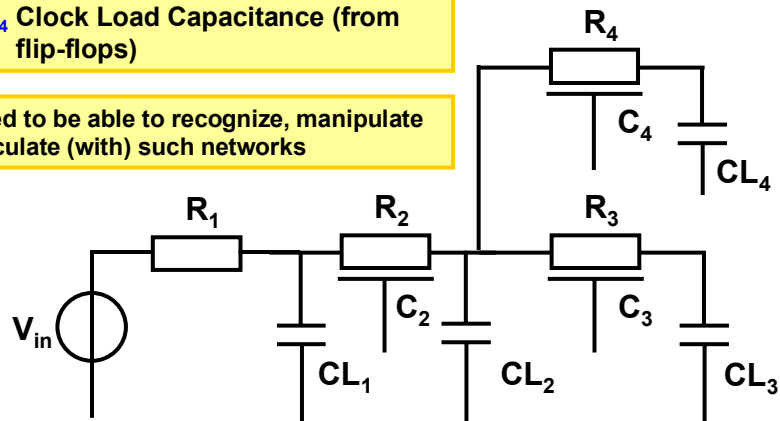 4 Clock Load Capacitance (from
flip-flops)
ed to be able to recognize, manipulate
culate (with) such networks
R4
C4
CL4
R1
R2
R3
Vin
C2
C3
CL1
CL2
CL3